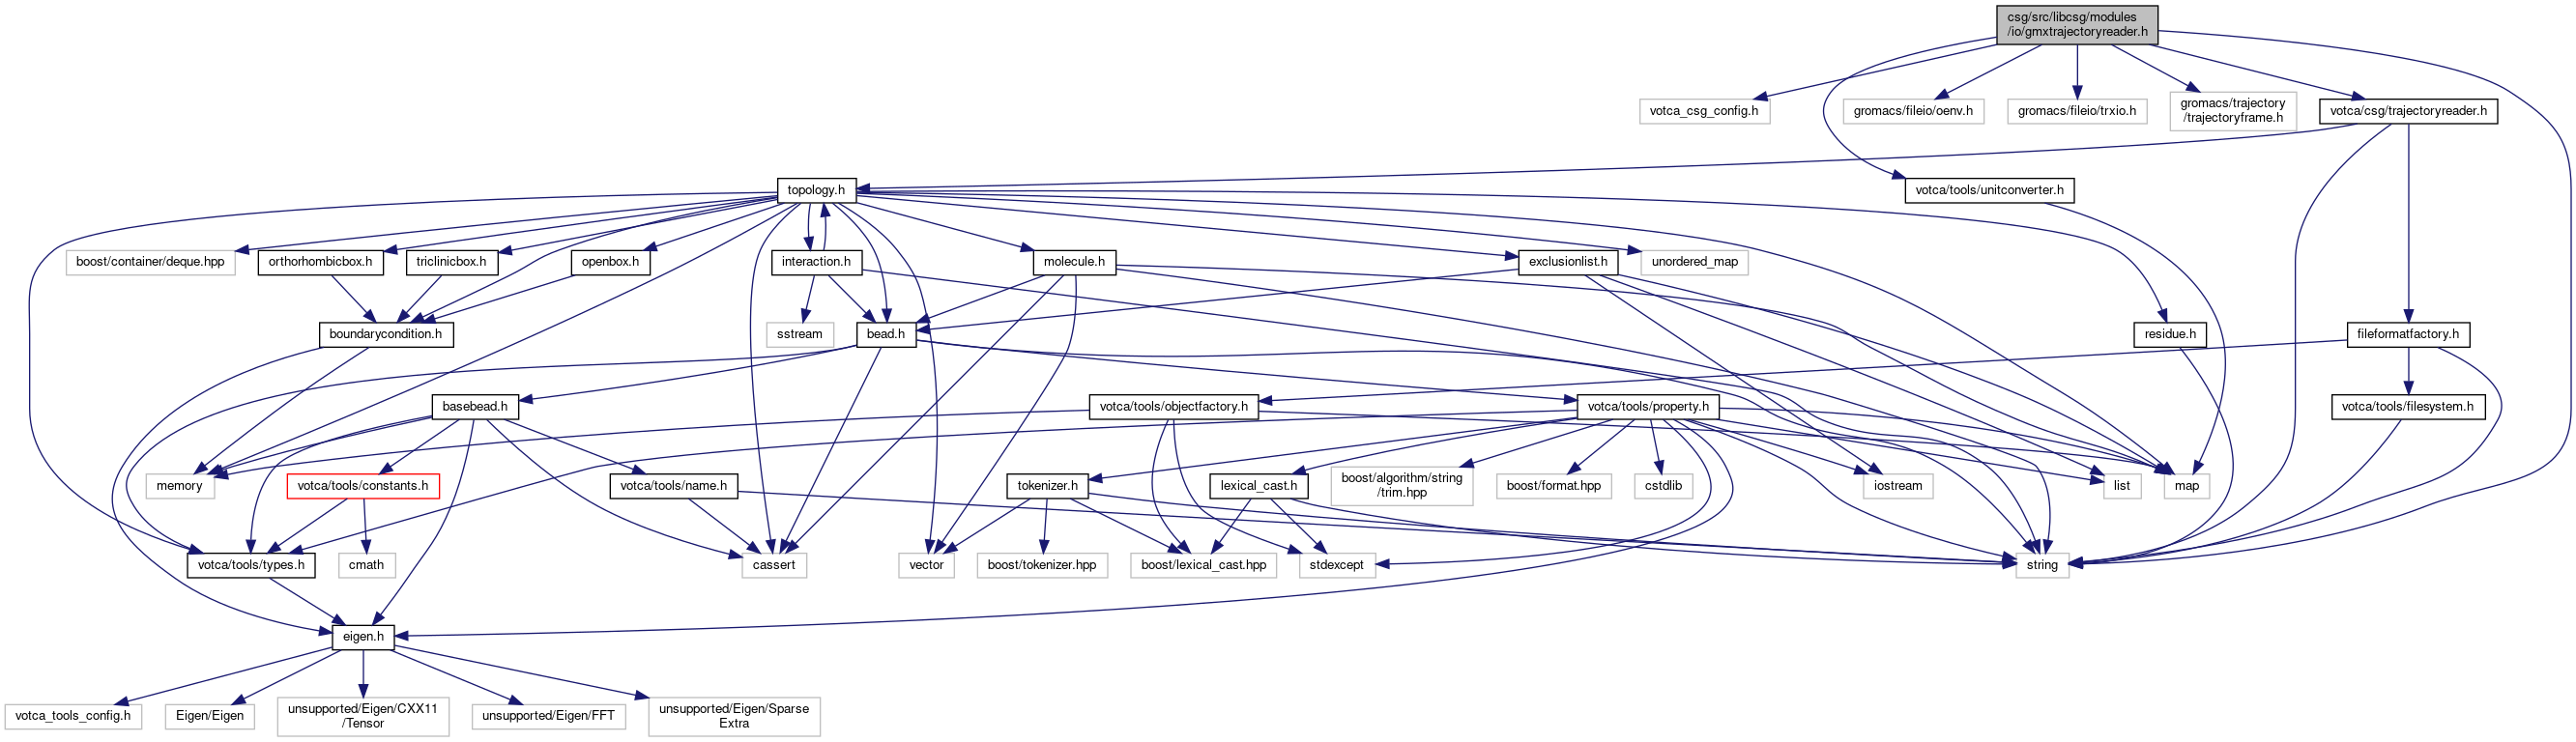 csg/src/libcsg/modules
/io/gmxtrajectoryreader.h
votca_csg_config.h
gromacs/fileio/oenv.h
gromacs/fileio/trxio.h
gromacs/trajectory
/trajectoryframe.h
votca/csg/trajectoryreader.h
topology.h
votca/tools/unitconverter.h
boost/container/deque.hpp
orthorhombicbox.h
triclinicbox.h
openbox.h
interaction.h
molecule.h
exclusionlist.h
unordered_map
boundarycondition.h
sstream
bead.h
residue.h
fileformatfactory.h
basebead.h
votca/tools/objectfactory.h
votca/tools/property.h
votca/tools/filesystem.h
memory
votca/tools/constants.h
votca/tools/name.h
tokenizer.h
lexical_cast.h
boost/algorithm/string
/trim.hpp
boost/format.hpp
cstdlib
iostream
list
map
votca/tools/types.h
cmath
cassert
vector
boost/tokenizer.hpp
boost/lexical_cast.hpp
stdexcept
string
eigen.h
votca_tools_config.h
Eigen/Eigen
unsupported/Eigen/CXX11
/Tensor
unsupported/Eigen/FFT
unsupported/Eigen/Sparse
Extra